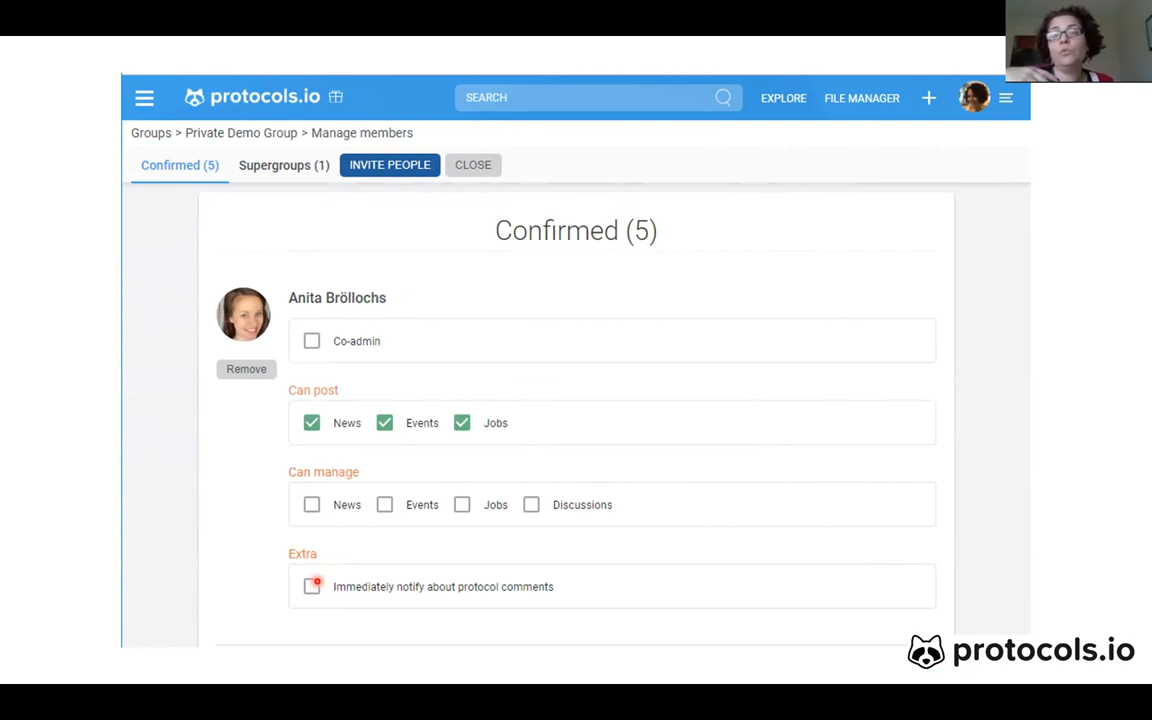 protocols.io
SEARCH
EXPLORE
FILE MANAGER
Groups > Private Demo Group > Manage members
Confirmed (5)
Supergroups (1)
INVITE PEOPLE
CLOSE
Confirmed (5)
Anita Bröllochs
Co-admin
Remove
Can post
News
Events
Jobs
Can manage
News
Events
Jobs
Discussions
Extra
Immediately notify about protocol comments
protocols.io